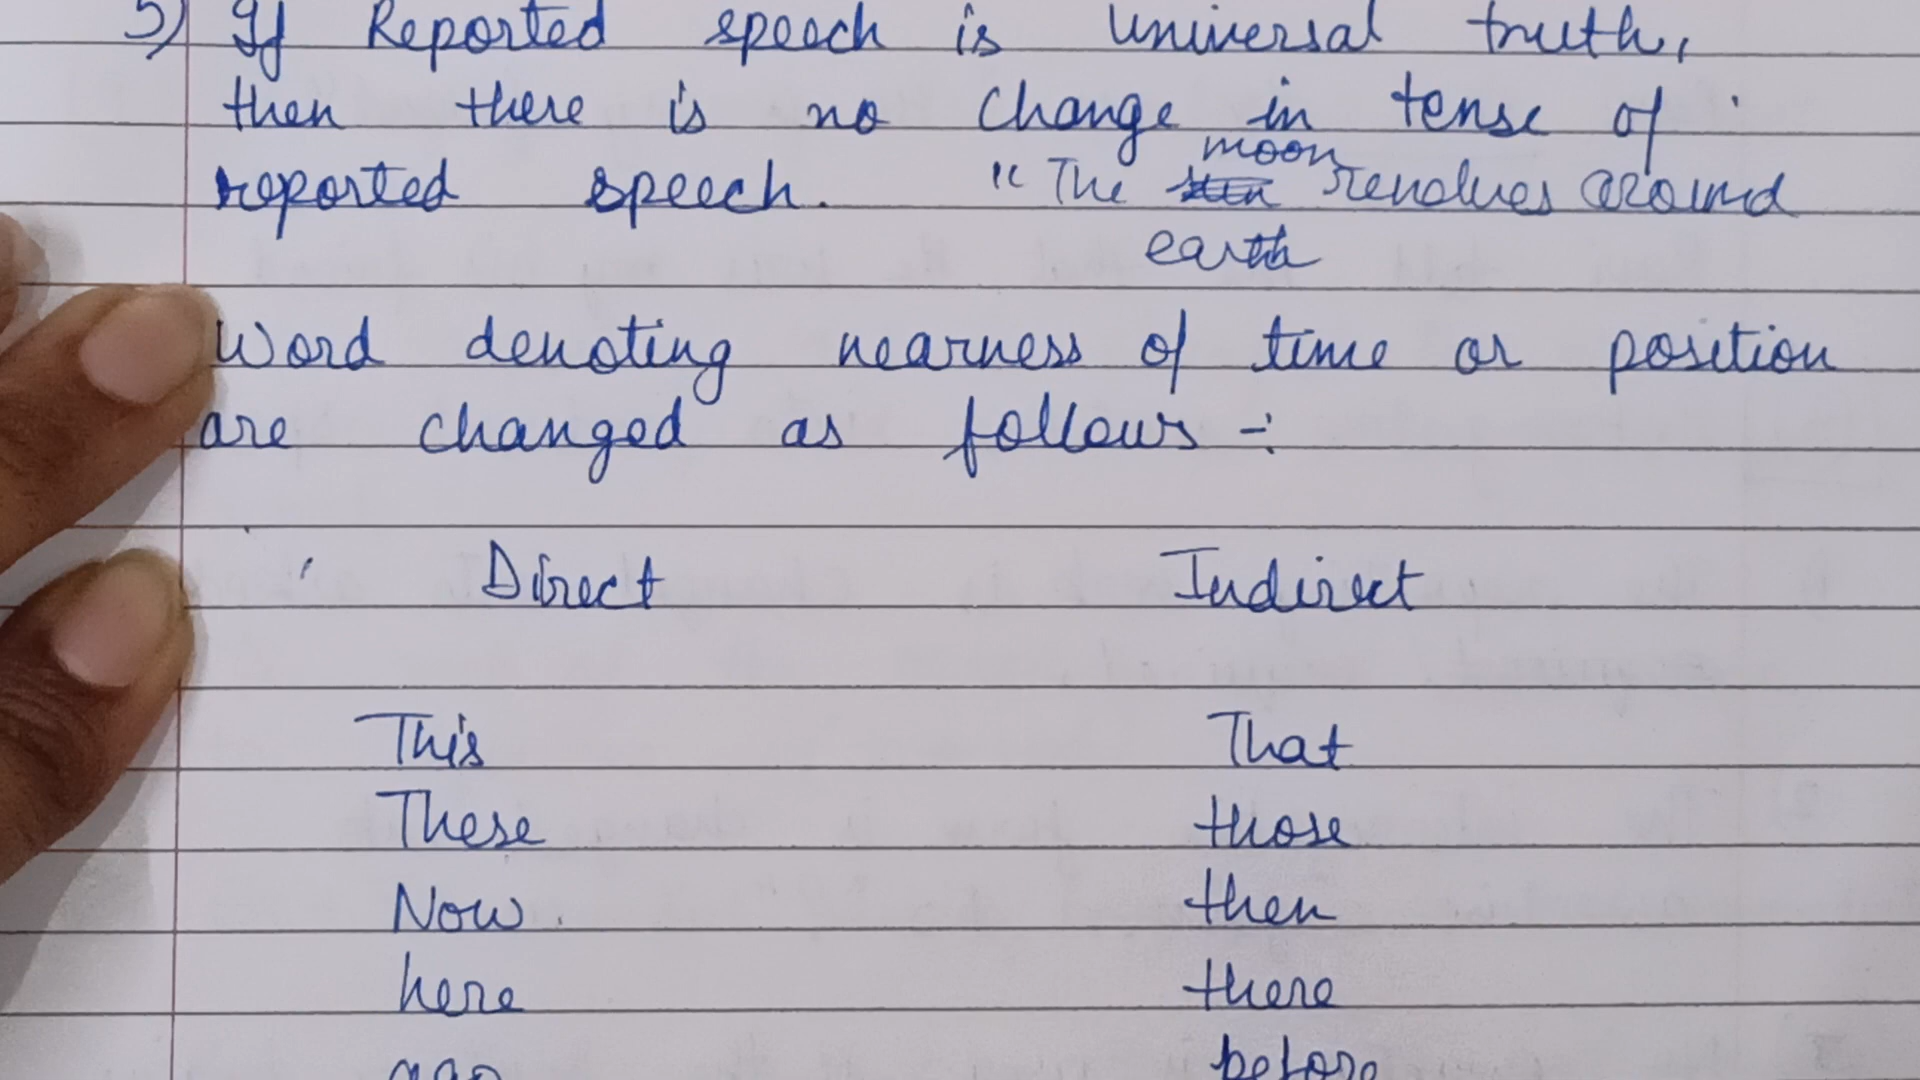 5) If Reported speech is universal truth,
then there is no change in tense of
reported speech. "The moon revolves around
earth
Word denoting nearness of time or position
are changed as follows :-
Direct Indirect
This That
These those
Now then
here there
ago before